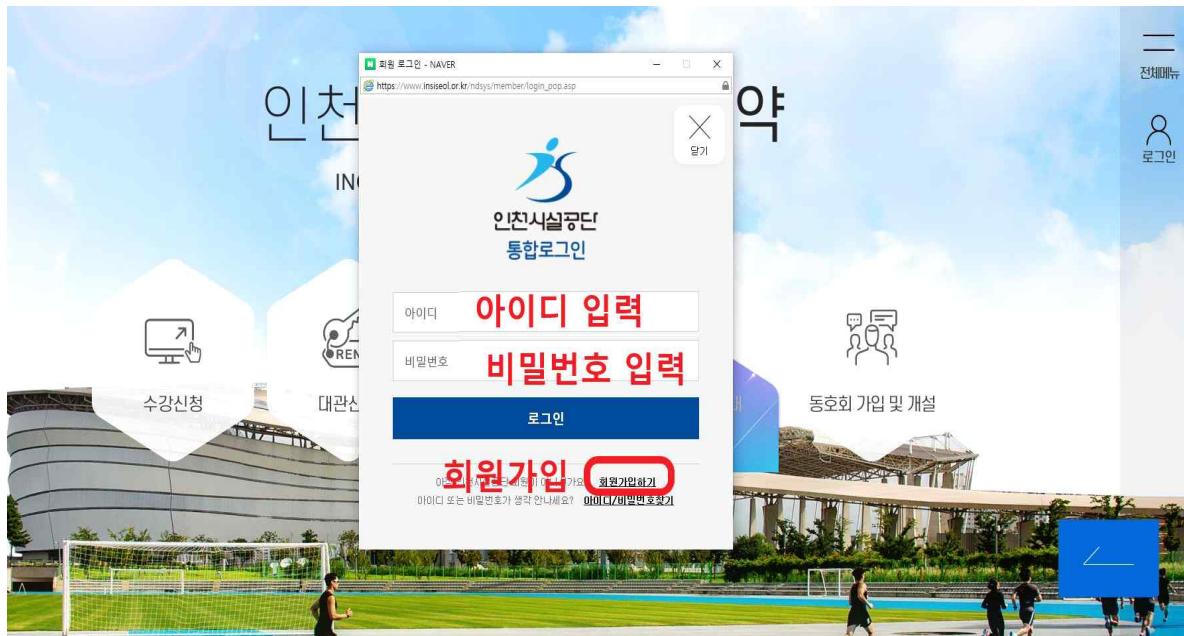 회원 로그인 - NAVER
https://www.insiseol.or.kr/ndsys/member/login_pop.asp
전체메뉴
인천
약
닫기
로그인
IN
인천시설공단
통합로그인
아이디 아이디 입력
비밀번호 비밀번호 입력
REN
수강신청
대관신
동호회 가입 및 개설
로그인
회원가입 회원가입하기
아이디 또는 비밀번호가 생각 안나세요? 아이디/비밀번호찾기